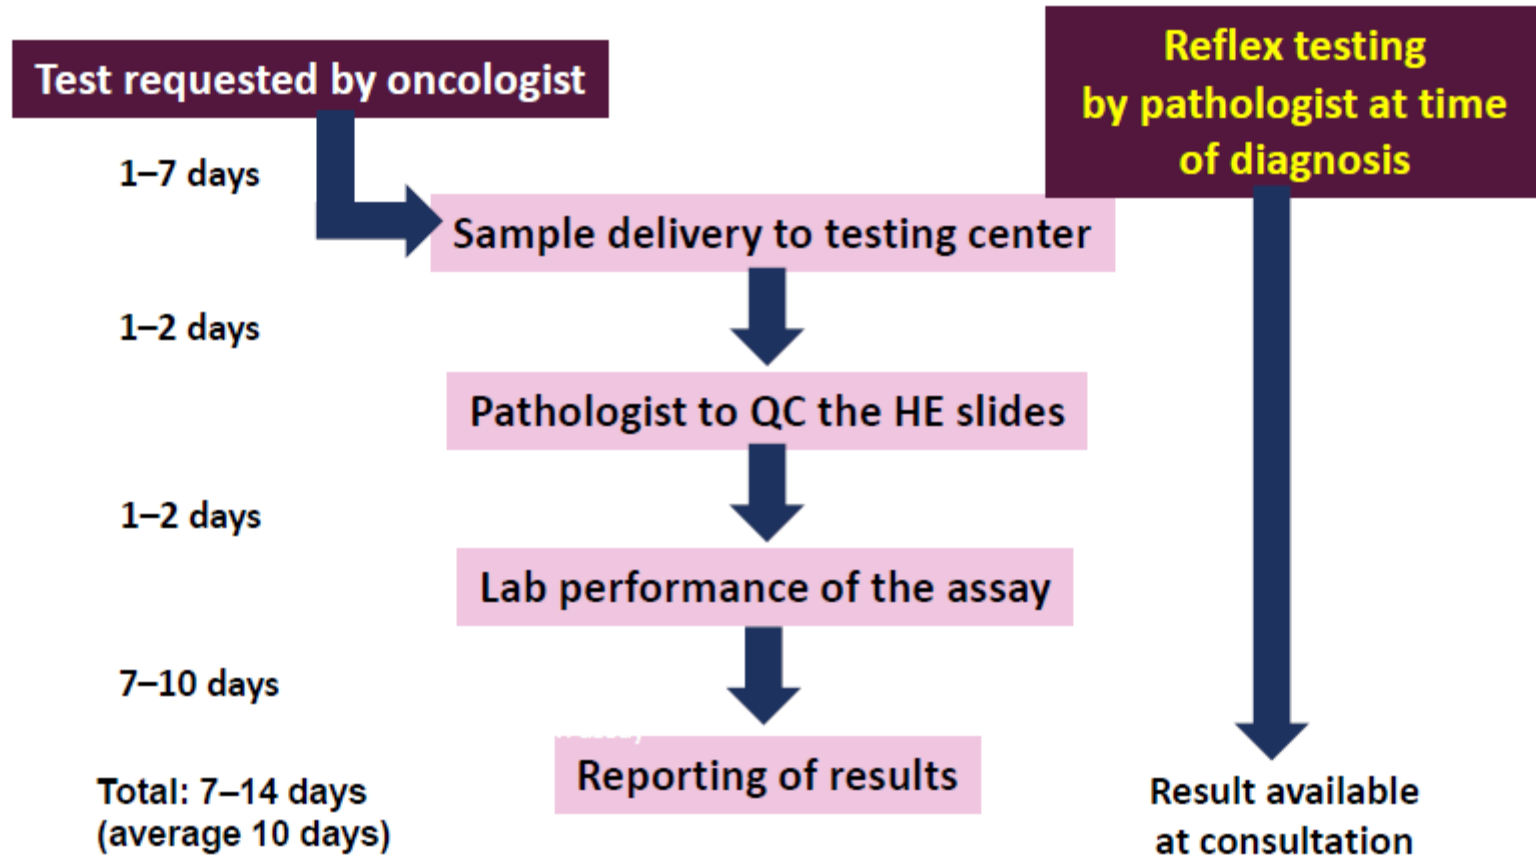 Test requested by oncologist
Reflex testing
by pathologist at time
of diagnosis
1–7 days
Sample delivery to testing center
1–2 days
Pathologist to QC the HE slides
1–2 days
Lab performance of the assay
7–10 days
Reporting of results
Total: 7–14 days
(average 10 days)
Result available
at consultation